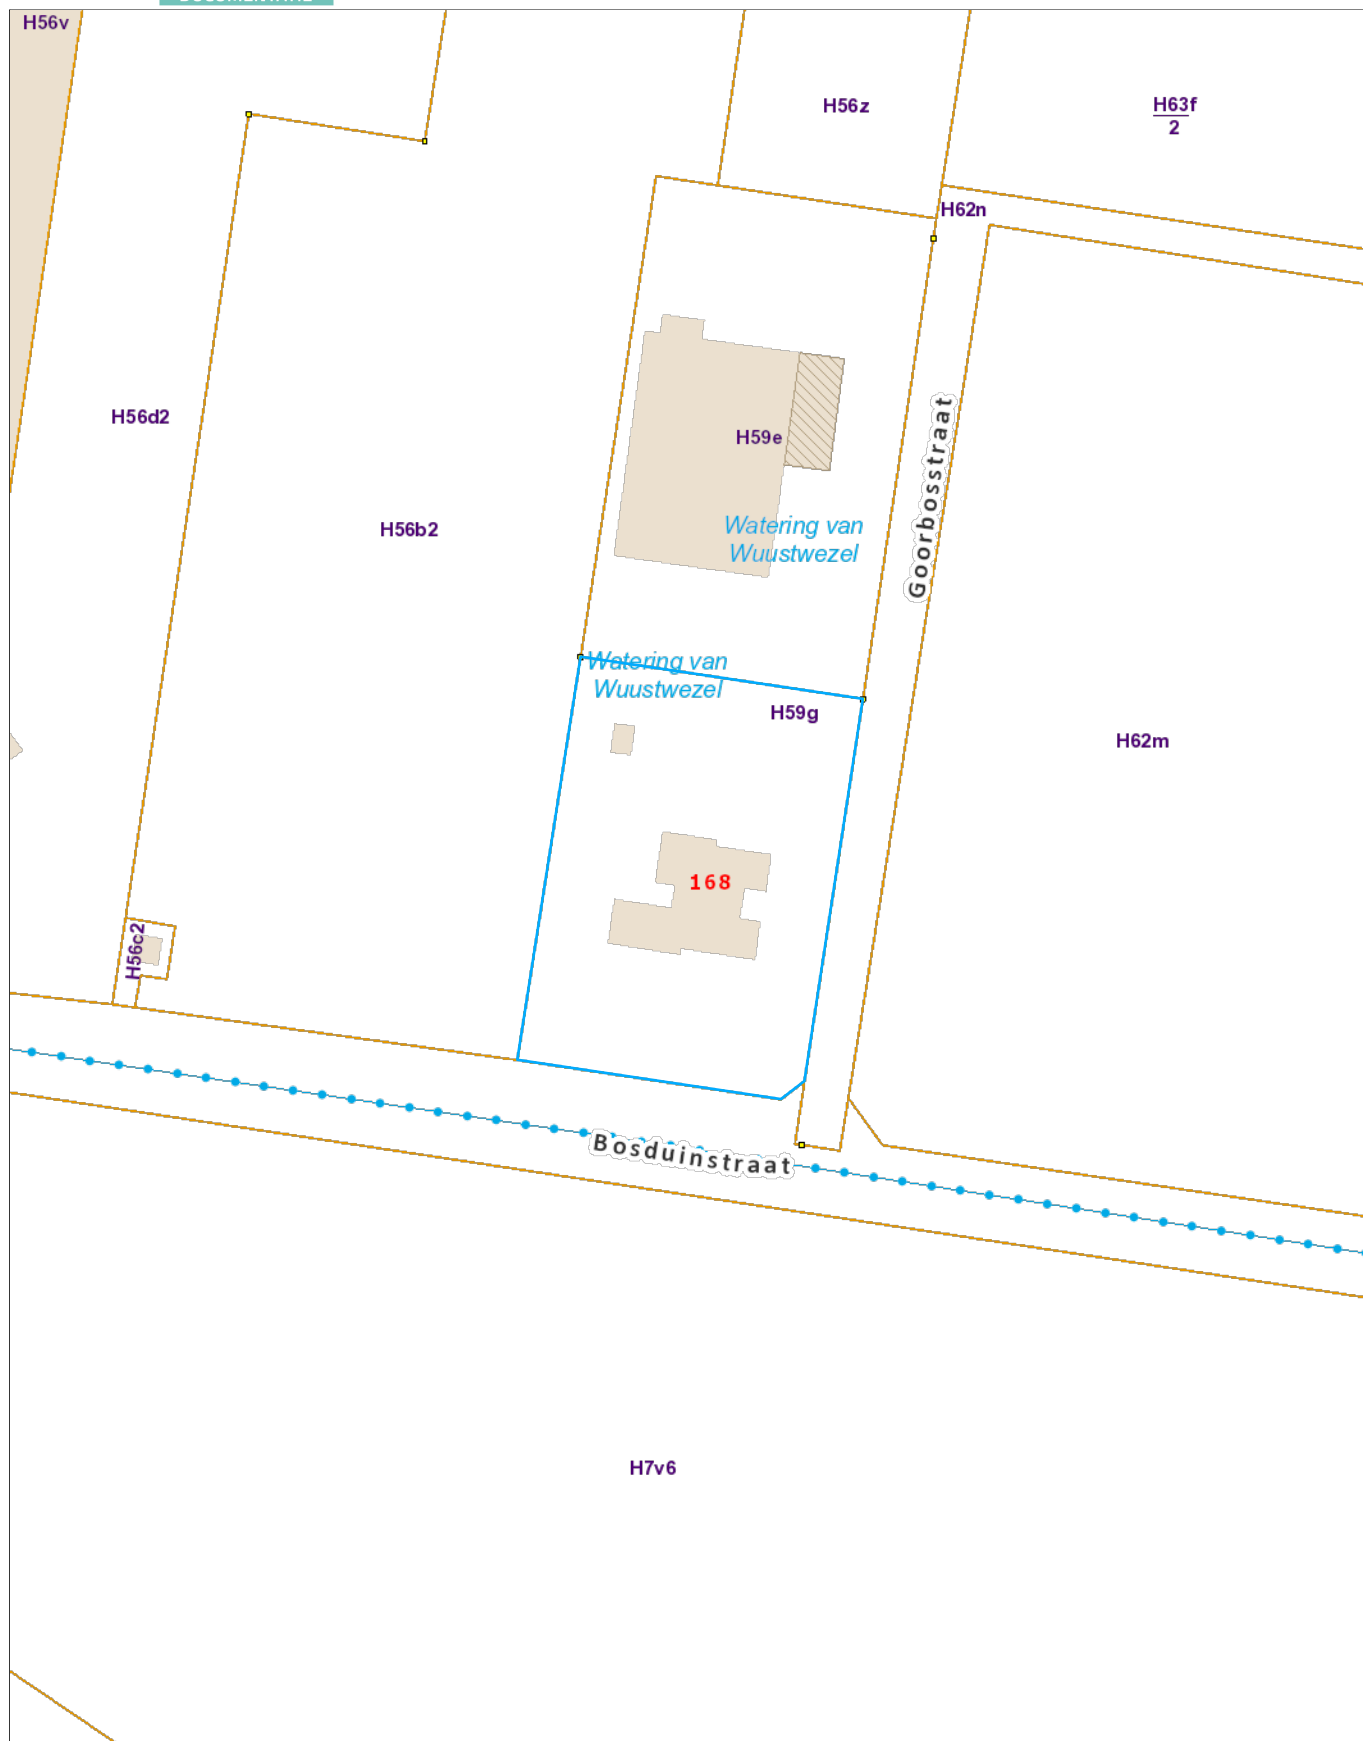 H56v
H56z
H63f
2
H62n
H56d2
Goorbosstraat
H59e
H56b2
Watering van
Wuustwezel
Watering van
Wuustwezel
H59g
H62m
168
H56c2
Bosduinstraat
H7v6